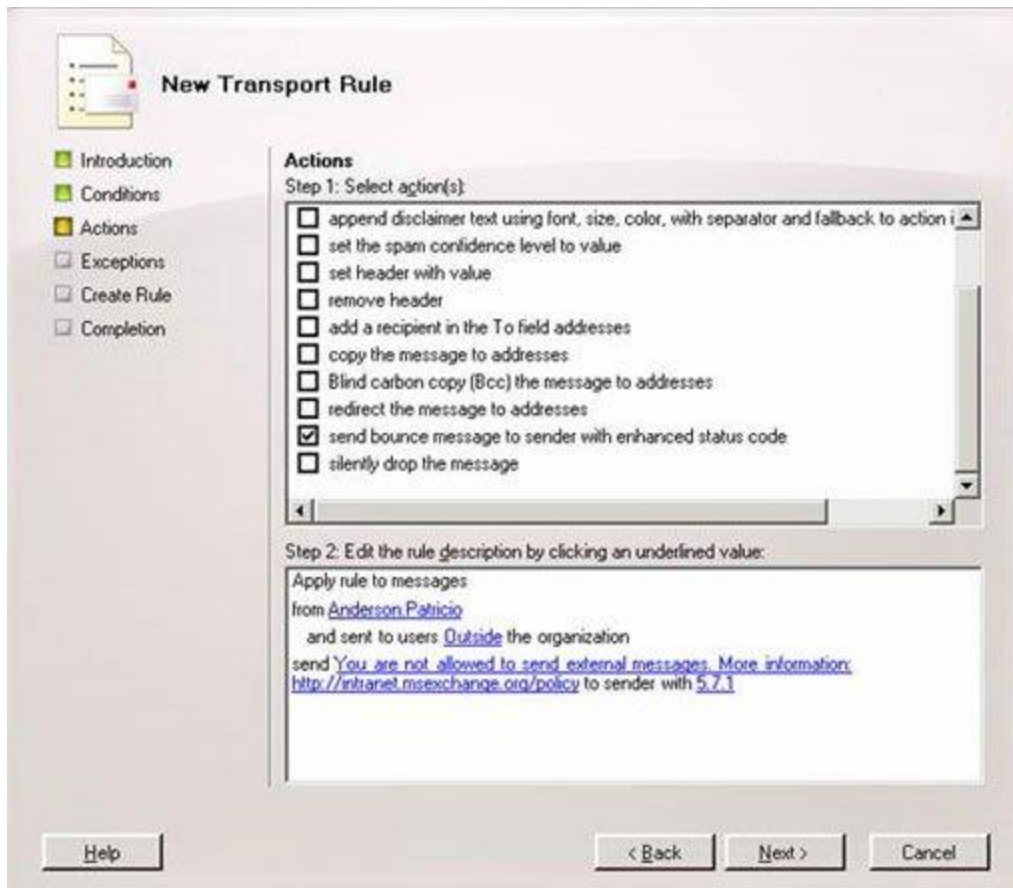 New Transport Rule
Introduction
Conditions
Actions
Exceptions
Create Rule
Completion
Actions
Step 1: Select action(s):
append disclaimer text using font, size, color, with separator and fallback to action i
set the spam confidence level to value
set header with value
remove header
add a recipient in the To field addresses
copy the message to addresses
Blind carbon copy (Bcc) the message to addresses
redirect the message to addresses
send bounce message to sender with enhanced status code
silently drop the message
Step 2: Edit the rule description by clicking an underlined value:
Apply rule to messages
from Anderson.Patricio
and sent to users Outside the organization
send You are not allowed to send external messages. More information:
http://intranet.msexchange.org/policy to sender with 5.7.1
Help
< Back
Next >
Cancel